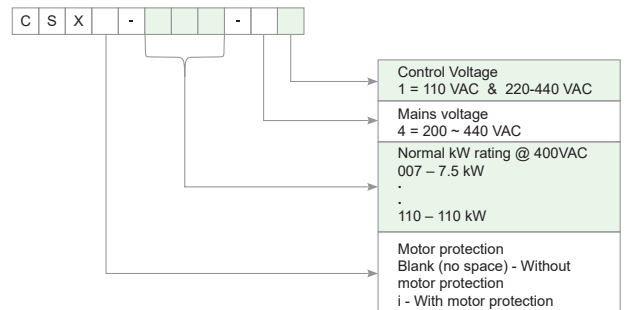 C S X - -
Control Voltage
1 = 110 VAC & 220-440 VAC
Mains voltage
4 = 200 ~ 440 VAC
Normal kW rating @ 400VAC
007 – 7.5 kW
.
.
110 – 110 kW
Motor protection
Blank (no space) - Without
motor protection
i - With motor protection